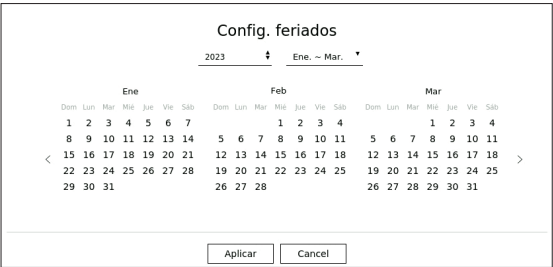 Config. feriados
2023 Ene. ~ Mar.
Ene Feb Mar
Dom Lun Mar Mié Jue Vie Sáb Dom Lun Mar Mié Jue Vie Sáb Dom Lun Mar Mié Jue Vie Sáb
1 2 3 4 5 6 7 1 2 3 4 1 2 3 4
8 9 10 11 12 13 14 5 6 7 8 9 10 11 5 6 7 8 9 10 11
15 16 17 18 19 20 21 12 13 14 15 16 17 18 12 13 14 15 16 17 18
22 23 24 25 26 27 28 19 20 21 22 23 24 25 19 20 21 22 23 24 25
29 30 31 26 27 28 26 27 28 29 30 31
Aplicar Cancel